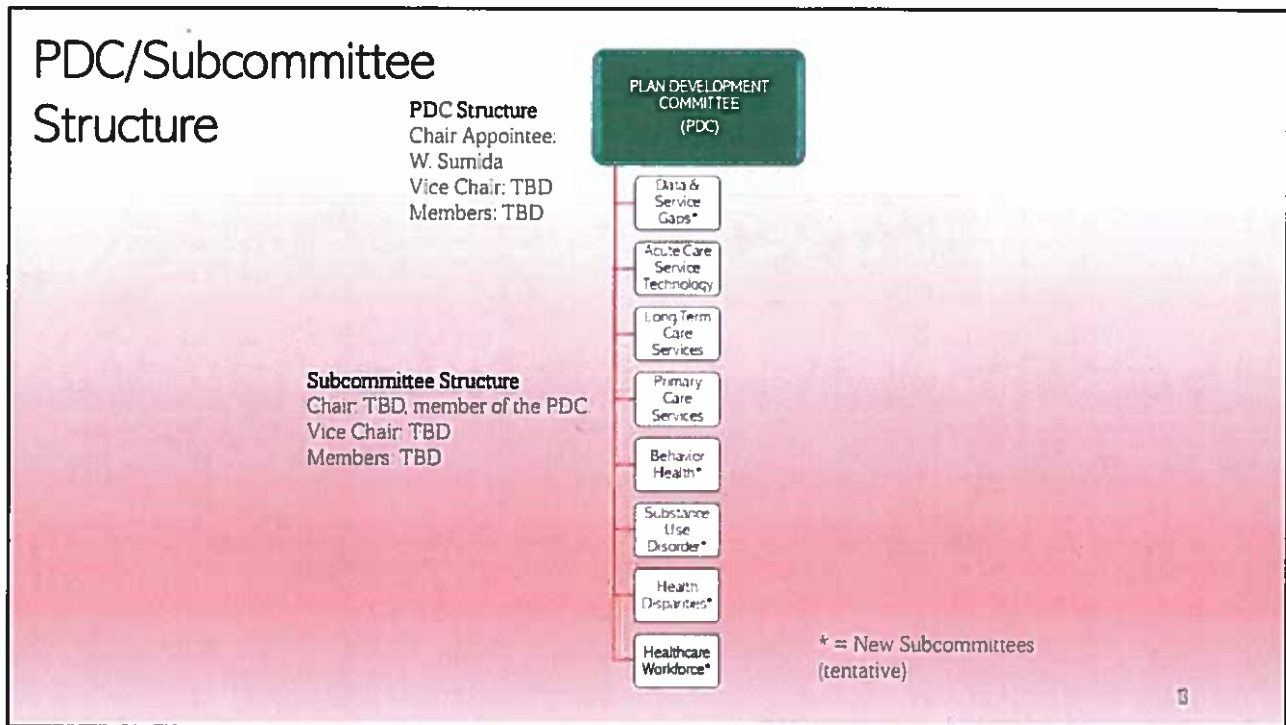 PDC/Subcommittee
Structure
PDC Structure
Chair Appointee:
W. Sumida
Vice Chair: TBD
Members: TBD
PLAN DEVELOPMENT
COMMITTEE
(PDC)
Data &
Service
Gaps*
Acute Care
Service
Technology
Long Term
Care
Services
Primary
Care
Services
Behavior
Health*
Substance
Use
Disorder*
Health
Disparities*
Healthcare
Workforce*
Subcommittee Structure
Chair: TBD, member of the PDC
Vice Chair: TBD
Members: TBD
* = New Subcommittees
(tentative)
13